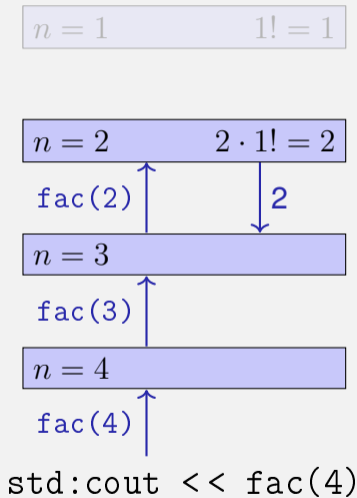 n = 1 1! = 1
n = 2 2 · 1! = 2
fac(2) 2
n = 3
fac(3)
n = 4
fac(4)
std:cout << fac(4)